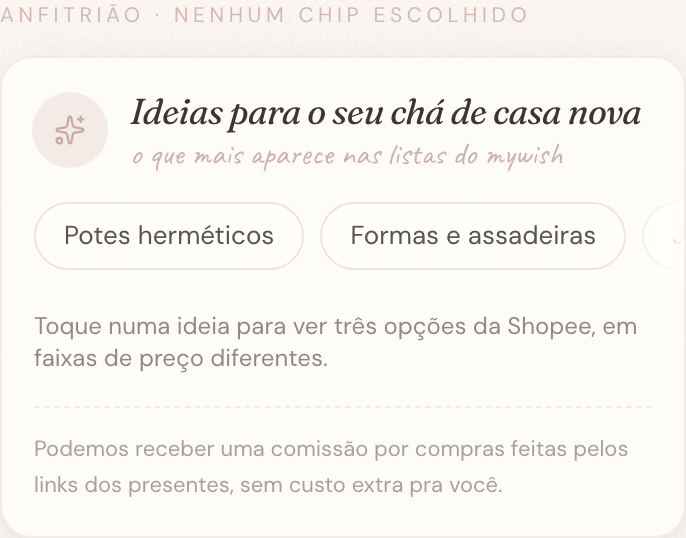 ANFITRIÃO · NENHUM CHIP ESCOLHIDO
Ideias para o seu chá de casa nova
o que mais aparece nas listas do mywish
Potes herméticos
Formas e assadeiras
Toque numa ideia para ver três opções da Shopee, em
faixas de preço diferentes.
Podemos receber uma comissão por compras feitas pelos
links dos presentes, sem custo extra pra você.